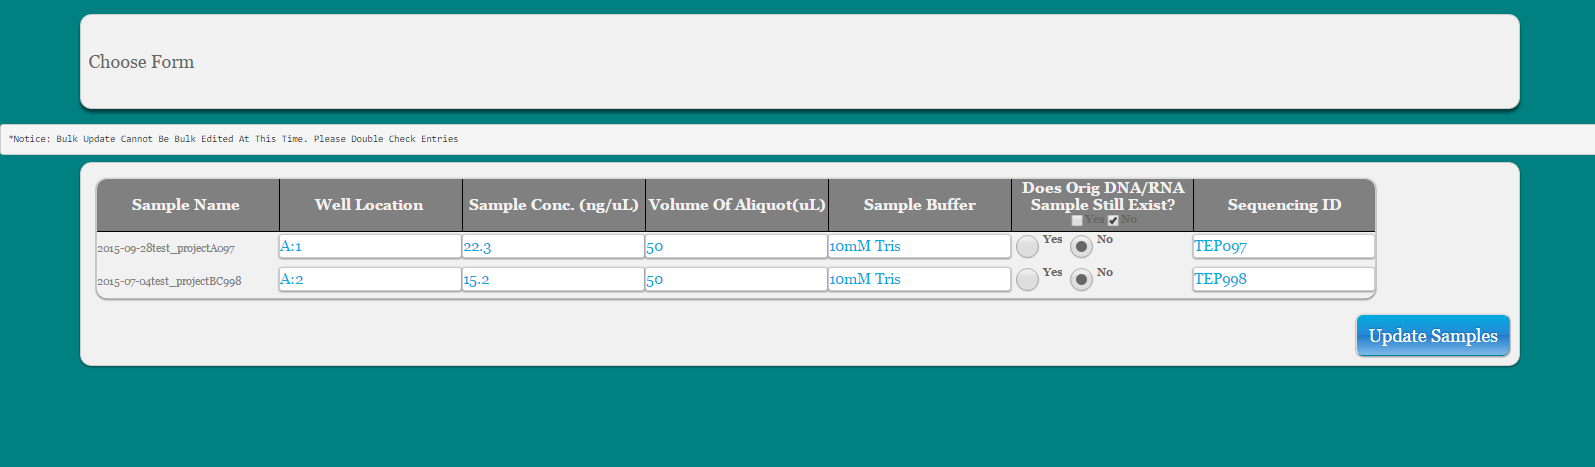 Choose Form
*Notice: Bulk Update Cannot Be Bulk Edited At This Time. Please Double Check Entries
Sample Name Well Location Sample Conc. (ng/uL) Volume Of Aliquot(uL) Sample Buffer Does Orig DNA/RNA Sample Still Exist? Yes No Sequencing ID
2015-09-28test_projectA097 A:1 22.3 50 10mM Tris Yes No TEP097
2015-07-04test_projectBC998 A:2 15.2 50 10mM Tris Yes No TEP998
Update Samples